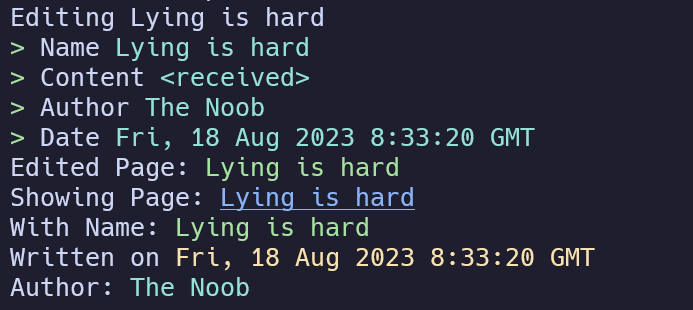 Editing Lying is hard
> Name Lying is hard
> Content <received>
> Author The Noob
> Date Fri, 18 Aug 2023 8:33:20 GMT
Edited Page: Lying is hard
Showing Page: Lying is hard
With Name: Lying is hard
Written on Fri, 18 Aug 2023 8:33:20 GMT
Author: The Noob